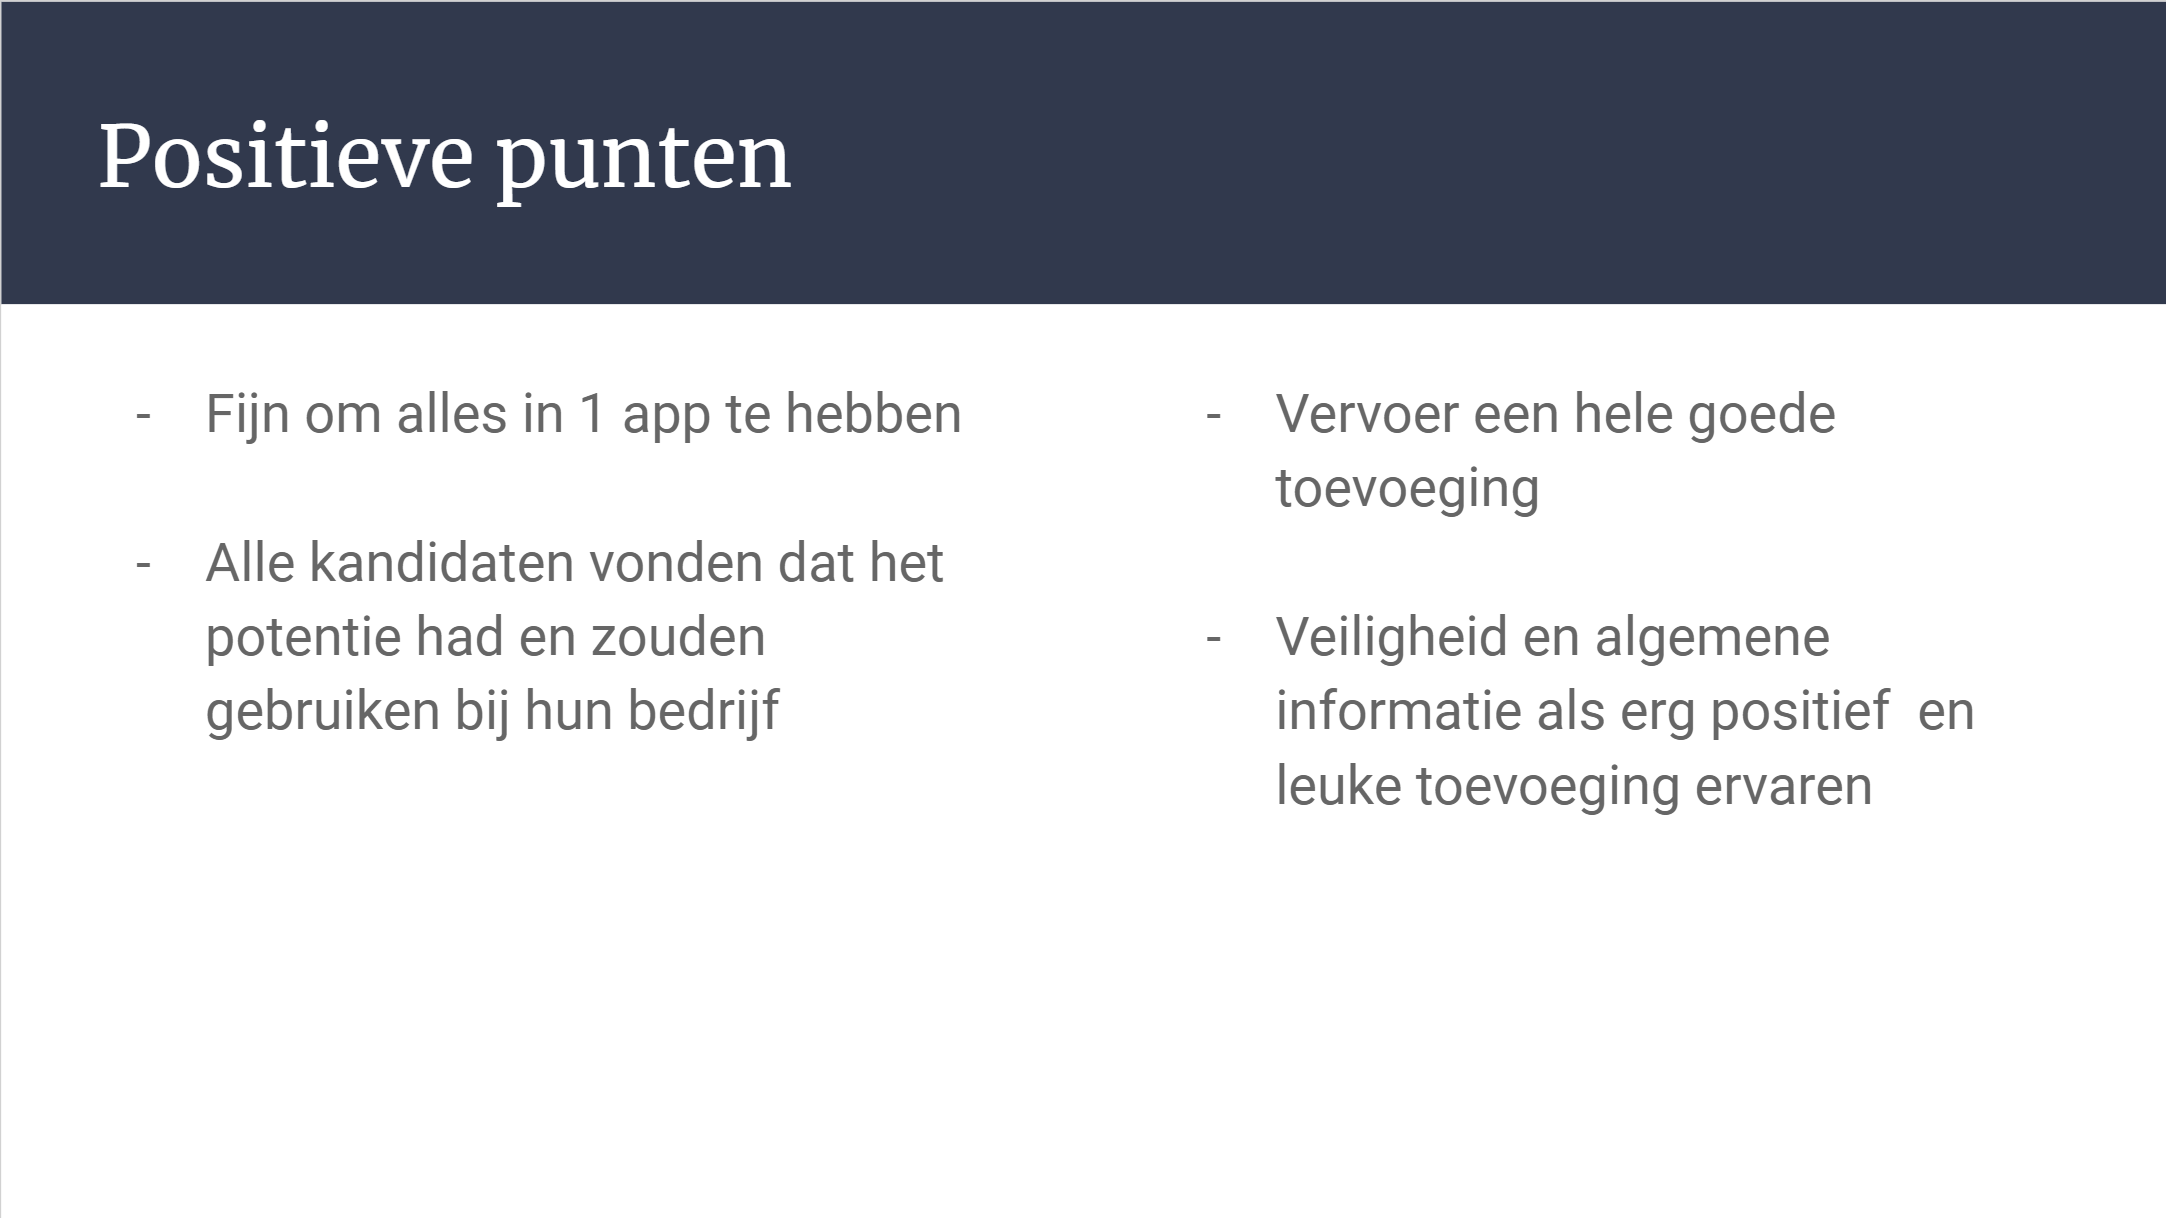 Positieve punten
- Fijn om alles in 1 app te hebben
- Alle kandidaten vonden dat het
potentie had en zouden
gebruiken bij hun bedrijf
- Vervoer een hele goede
toevoeging
- Veiligheid en algemene
informatie als erg positief  en
leuke toevoeging ervaren